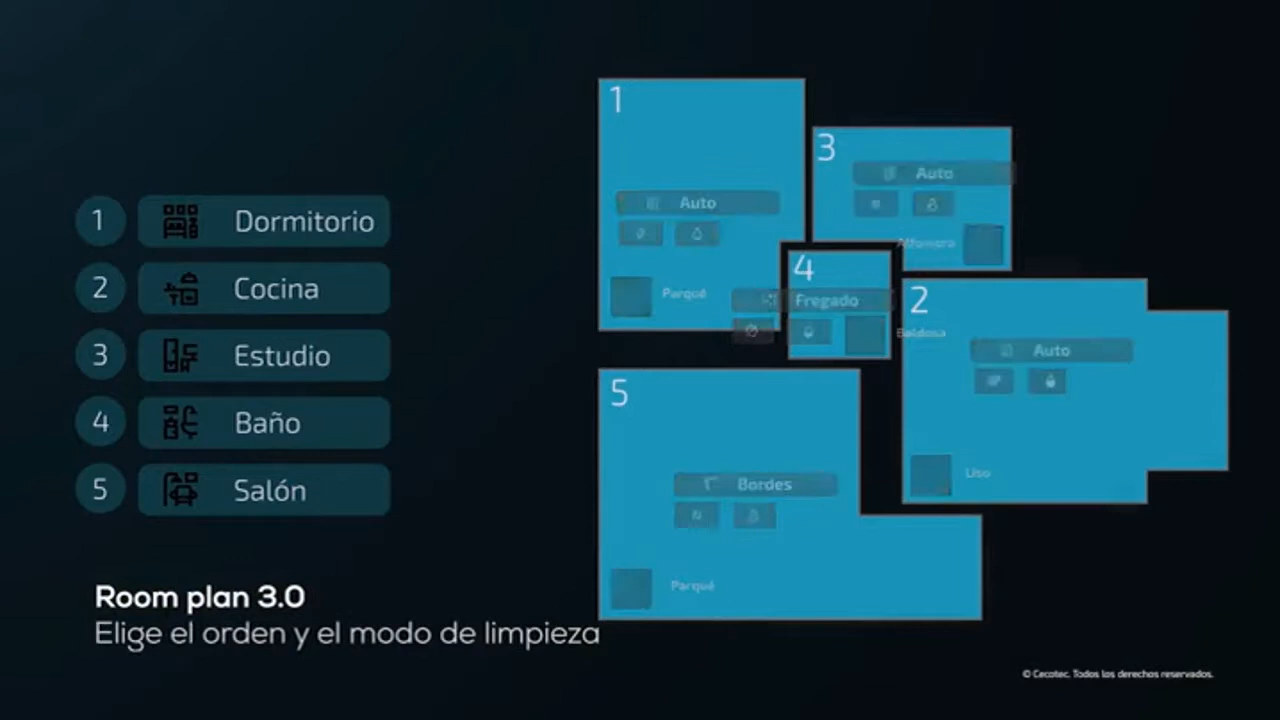 1 Dormitorio
2 Cocina
3 Estudio
4 Baño
5 Salón
Room plan 3.0
Elige el orden y el modo de limpieza
1
Auto
Parqué
3
Auto
Alfombra
4
Fregado
Baldosa
2
Auto
Liso
5
Bordes
Parqué
© Cecotec. Todos los derechos reservados.